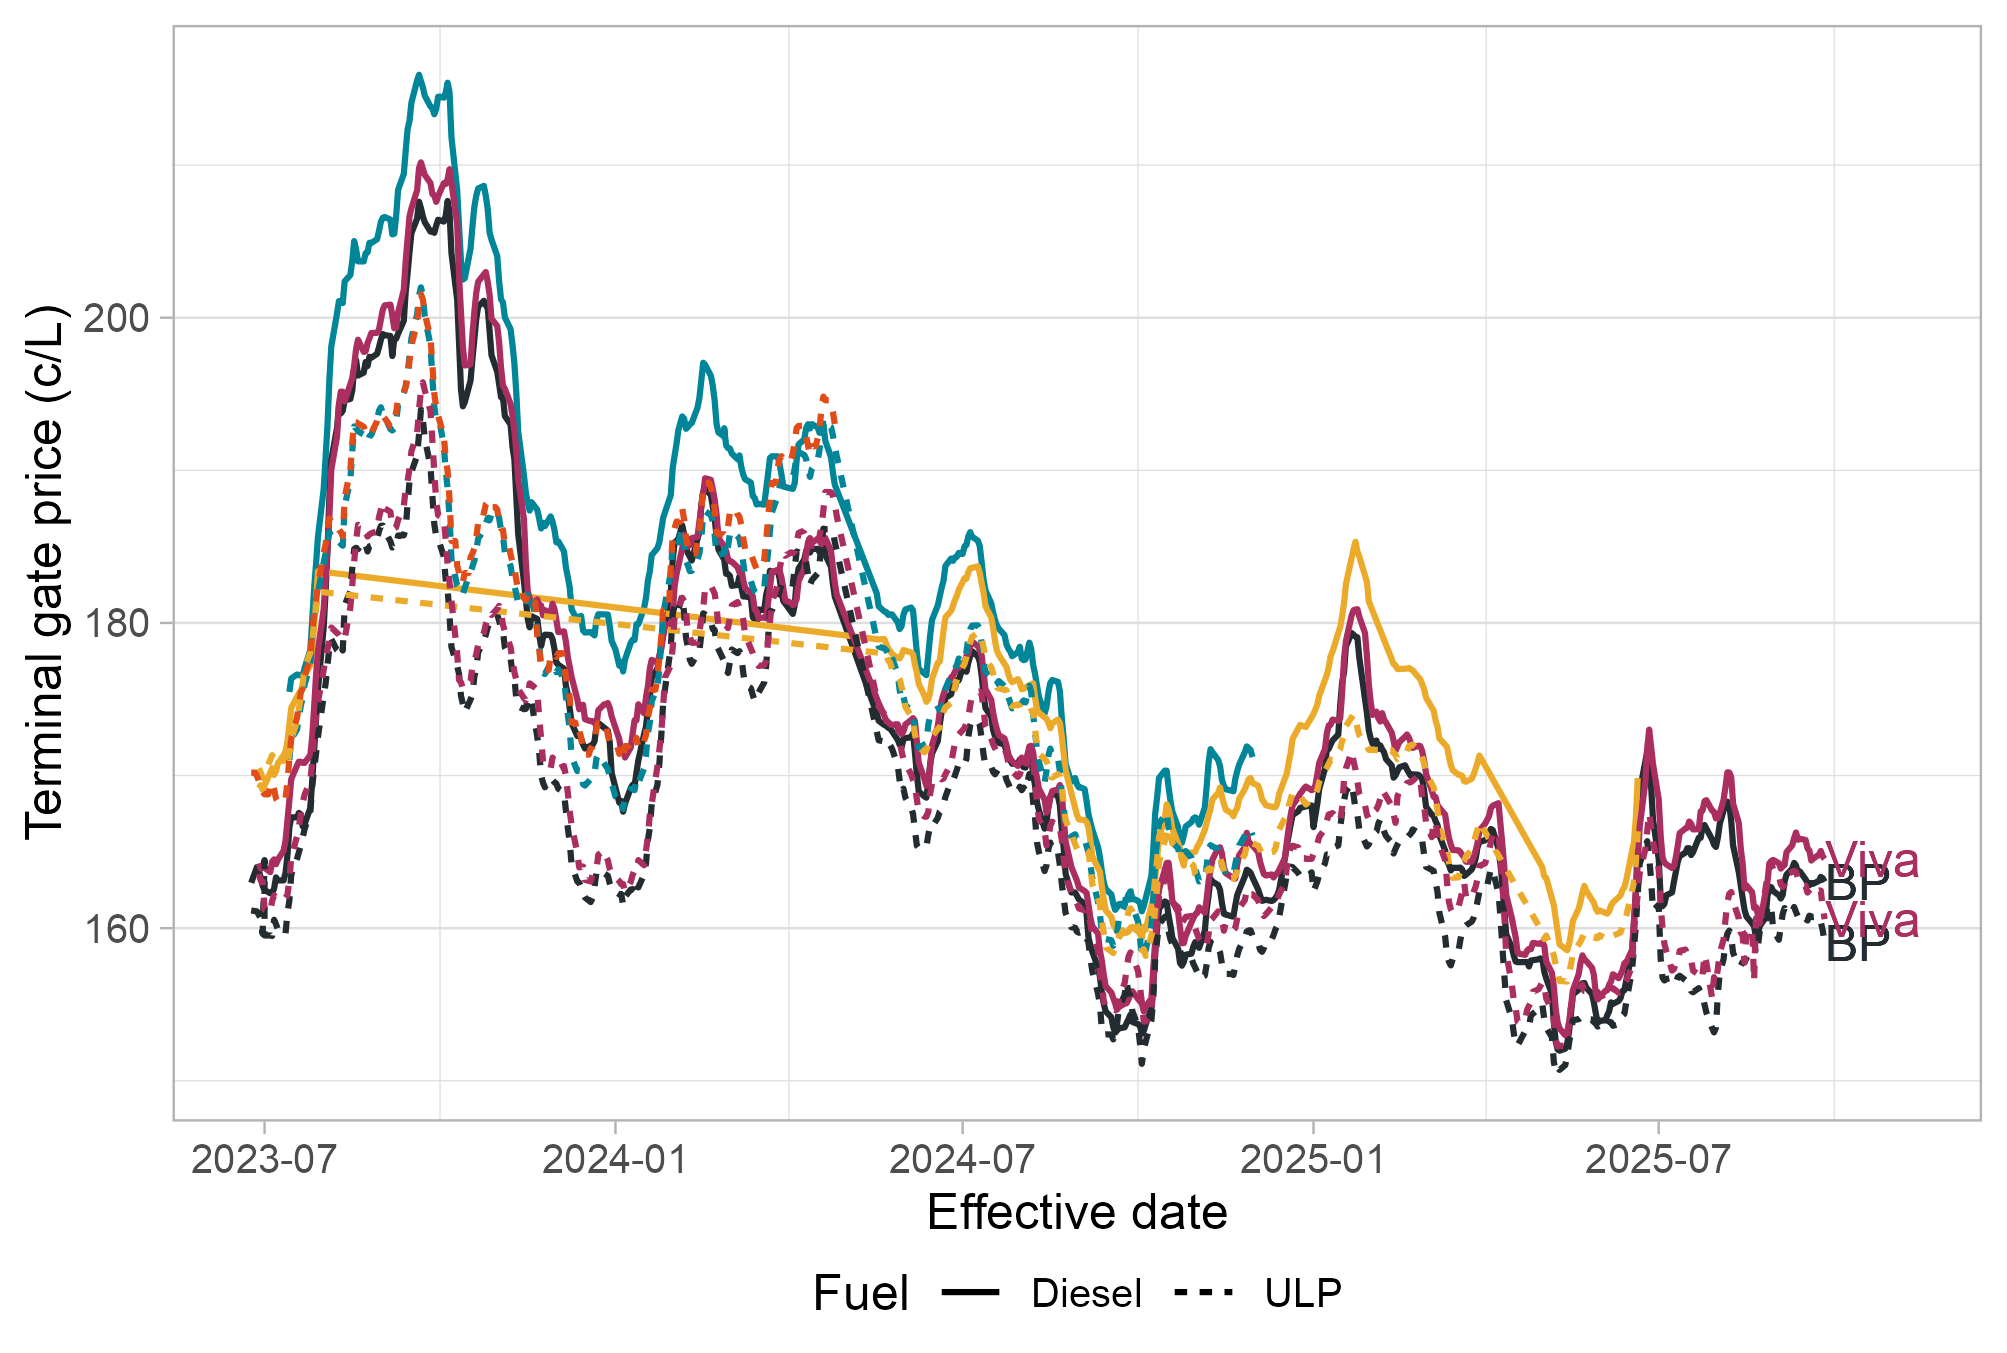 Terminal gate price (c/L)
200
180
160
Viva
BP
Viva
BP
2023-07
2024-01
2024-07
2025-01
2025-07
Effective date
Fuel
Diesel
ULP